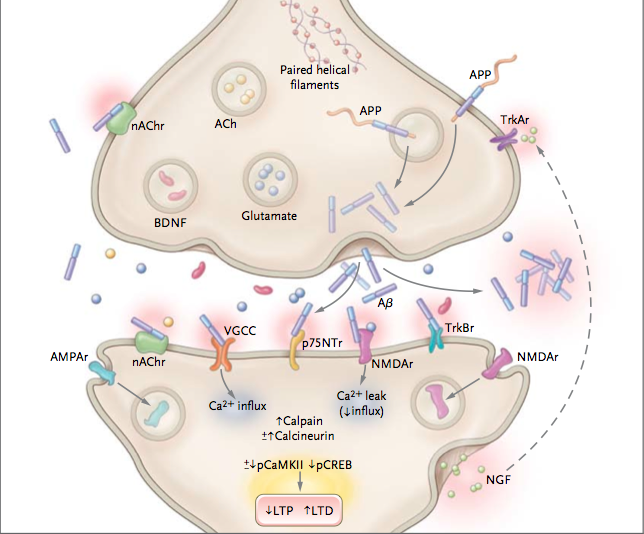 Paired helical
filaments
APP
APP
nAChr
ACh
TrkAr
BDNF
Glutamate
Aβ
VGCC
p75NTr
TrkBr
AMPAr
nAChr
NMDAr
NMDAr
Ca2+ influx
Ca2+ leak
(↓influx)
↑Calpain
±↑Calcineurin
±↓pCaMKII ↓pCREB
NGF
↓LTP ↑LTD